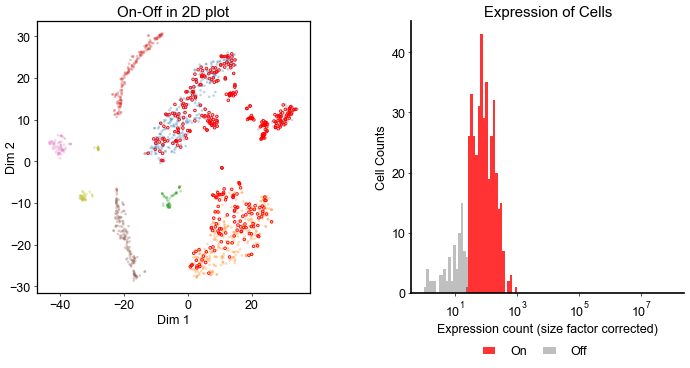 On-Off in 2D plot
Expression of Cells
30
20
10
0
−10
−20
−30
Dim 2
−40
−20
0
20
Dim 1
40
30
20
10
0
Cell Counts
10^1
10^3
10^5
10^7
Expression count (size factor corrected)
On
Off